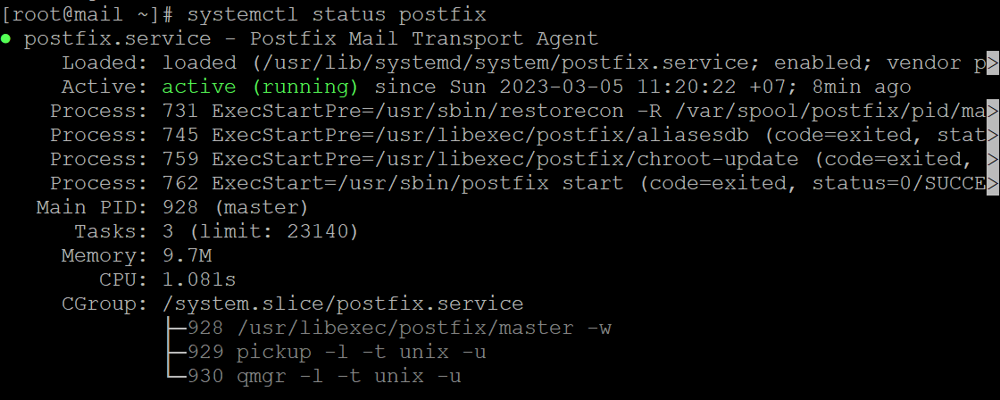 [root@mail ~]# systemctl status postfix
● postfix.service - Postfix Mail Transport Agent
     Loaded: loaded (/usr/lib/systemd/system/postfix.service; enabled; vendor p>
     Active: active (running) since Sun 2023-03-05 11:20:22 +07; 8min ago
    Process: 731 ExecStartPre=/usr/sbin/restorecon -R /var/spool/postfix/pid/ma>
    Process: 745 ExecStartPre=/usr/libexec/postfix/aliasesdb (code=exited, stat>
    Process: 759 ExecStartPre=/usr/libexec/postfix/chroot-update (code=exited, >
    Process: 762 ExecStart=/usr/sbin/postfix start (code=exited, status=0/SUCCE>
   Main PID: 928 (master)
      Tasks: 3 (limit: 23140)
     Memory: 9.7M
        CPU: 1.081s
     CGroup: /system.slice/postfix.service
             ├─928 /usr/libexec/postfix/master -w
             ├─929 pickup -l -t unix -u
             └─930 qmgr -l -t unix -u